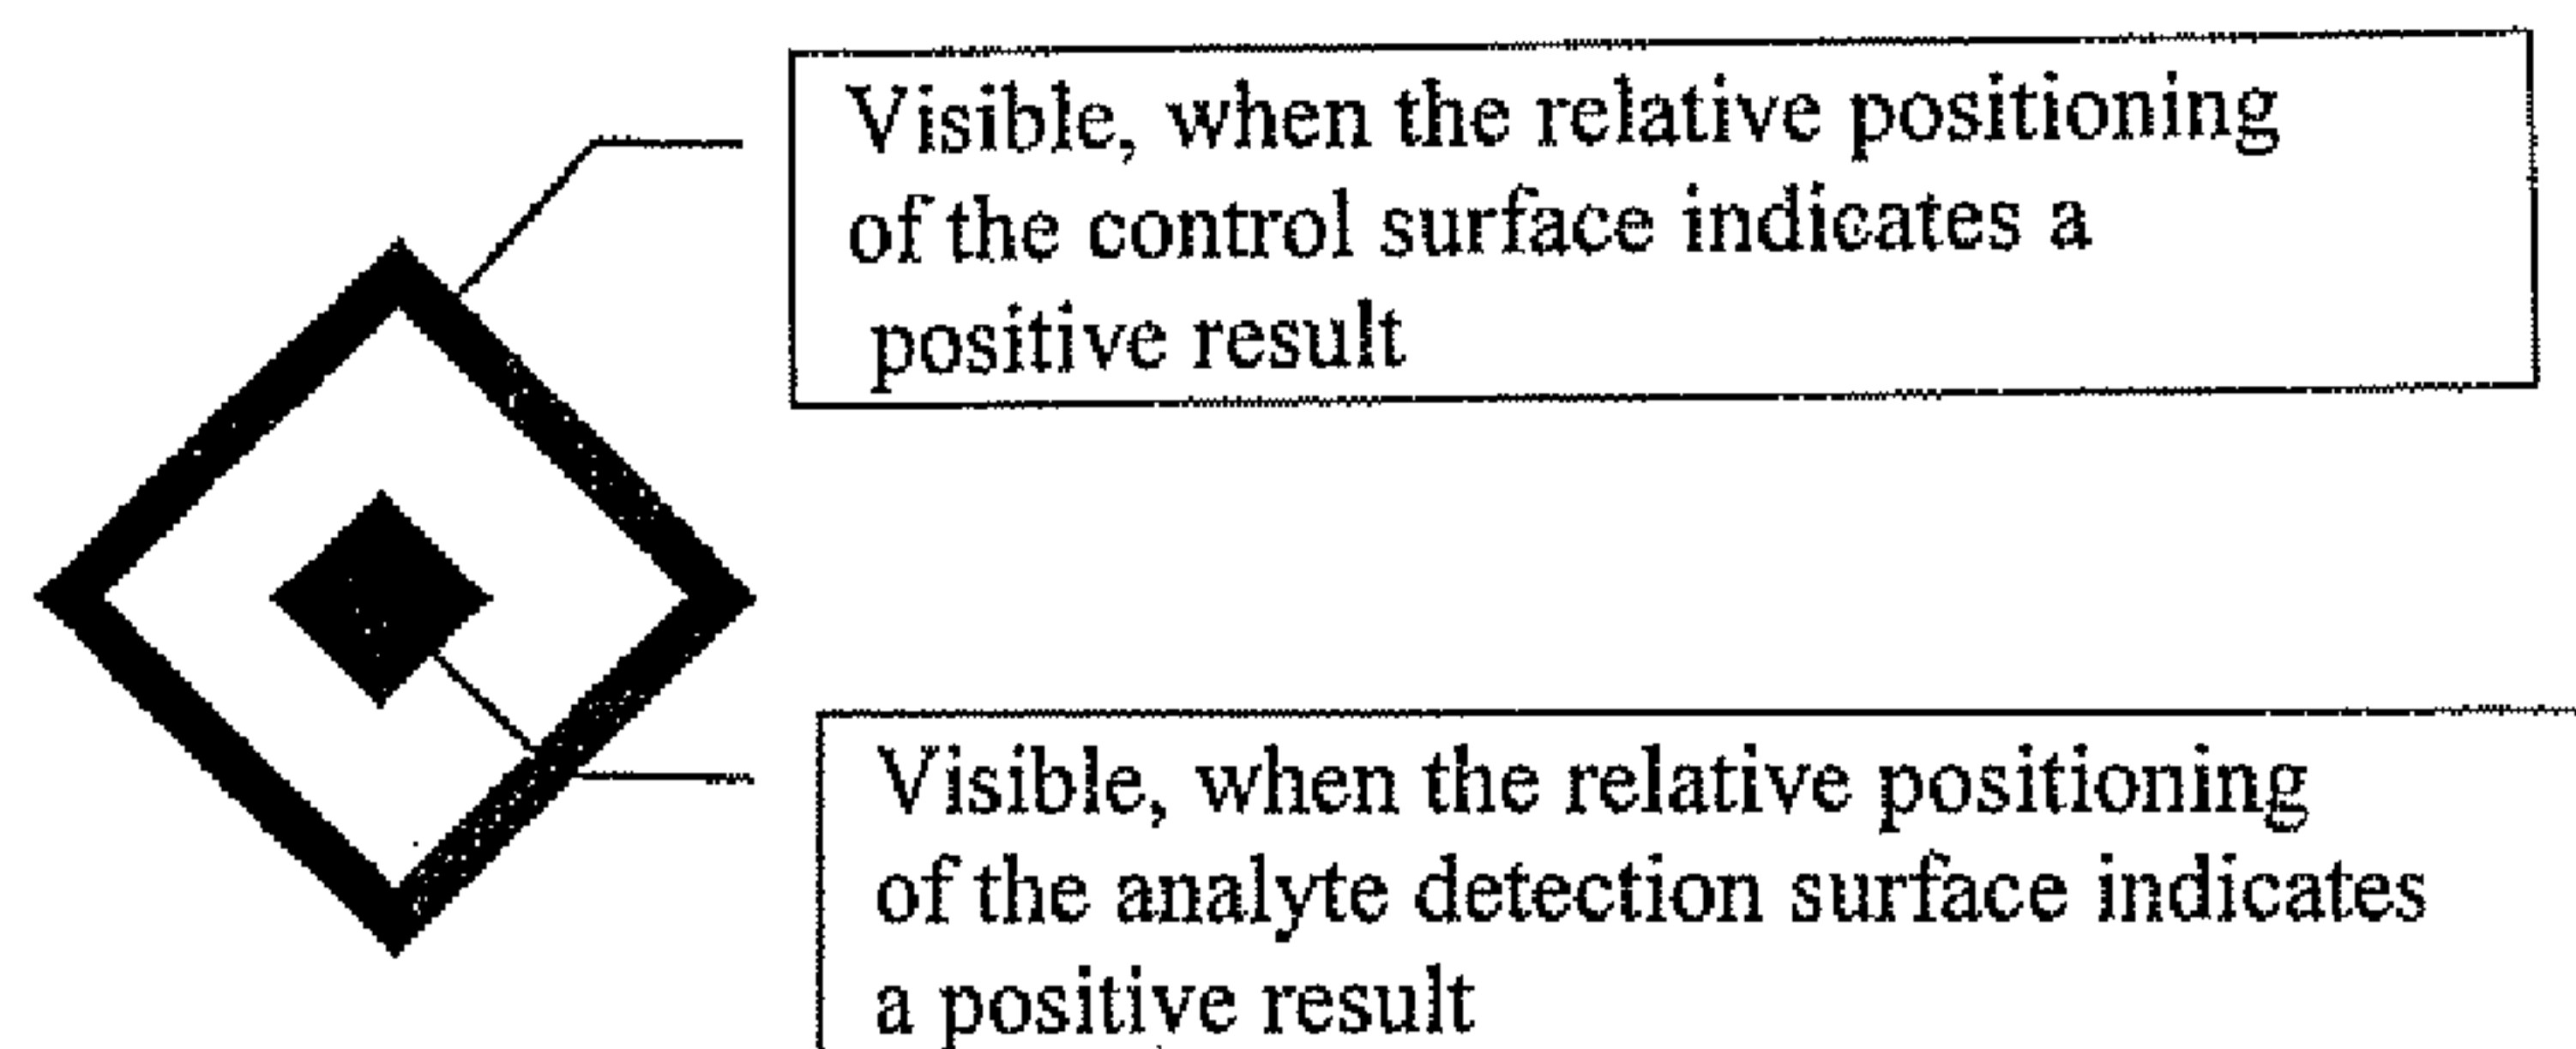 Visible, when the relative positioning
of the control surface indicates a
positive result
Visible, when the relative positioning
of the analyte detection surface indicates
a positive result